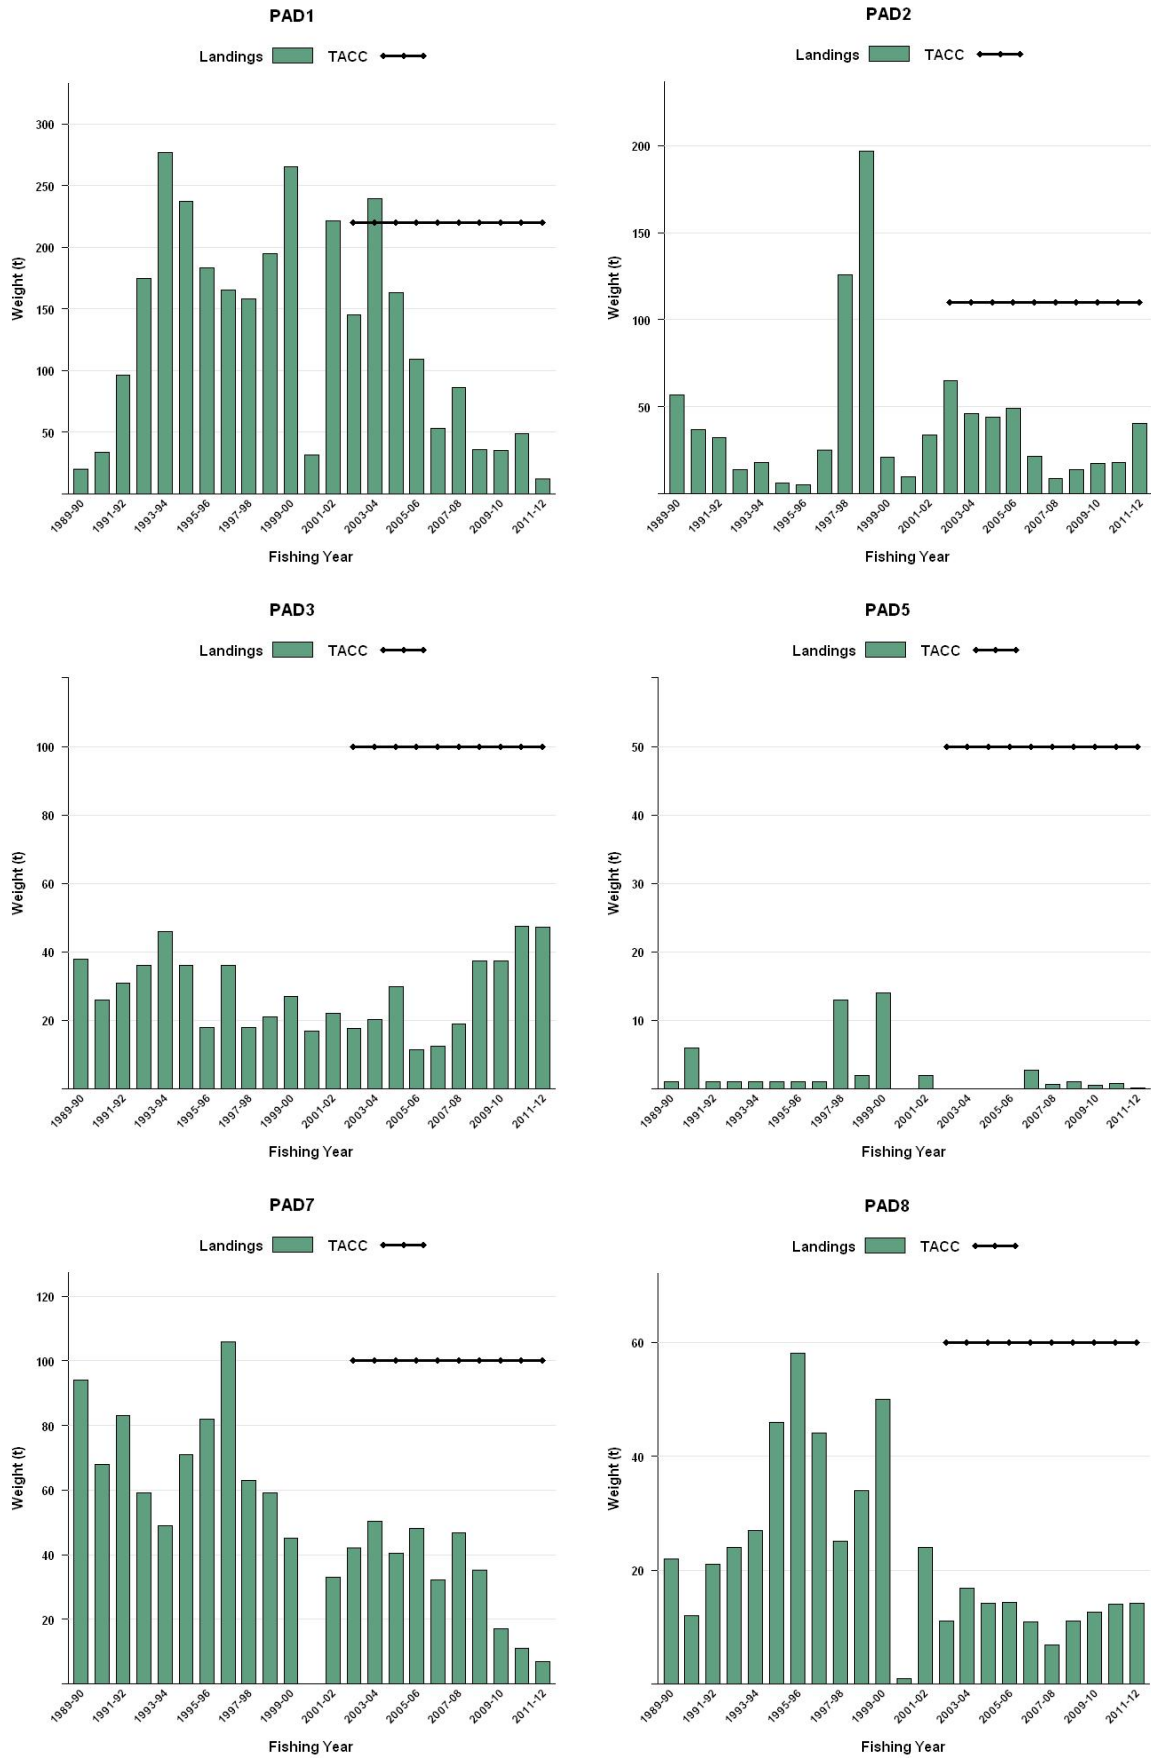 PAD1
Landings TACC
Weight (t)
300
250
200
150
100
50
1989-90 1991-92 1993-94 1995-96 1997-98 1999-00 2001-02 2003-04 2005-06 2007-08 2009-10 2011-12
Fishing Year
PAD2
Landings TACC
Weight (t)
200
150
100
50
1989-90 1991-92 1993-94 1995-96 1997-98 1999-00 2001-02 2003-04 2005-06 2007-08 2009-10 2011-12
Fishing Year
PAD3
Landings TACC
Weight (t)
100
80
60
40
20
1989-90 1991-92 1993-94 1995-96 1997-98 1999-00 2001-02 2003-04 2005-06 2007-08 2009-10 2011-12
Fishing Year
PAD5
Landings TACC
Weight (t)
50
40
30
20
10
1989-90 1991-92 1993-94 1995-96 1997-98 1999-00 2001-02 2003-04 2005-06 2007-08 2009-10 2011-12
Fishing Year
PAD7
Landings TACC
Weight (t)
120
100
80
60
40
20
1989-90 1991-92 1993-94 1995-96 1997-98 1999-00 2001-02 2003-04 2005-06 2007-08 2009-10 2011-12
Fishing Year
PAD8
Landings TACC
Weight (t)
60
40
20
1989-90 1991-92 1993-94 1995-96 1997-98 1999-00 2001-02 2003-04 2005-06 2007-08 2009-10 2011-12
Fishing Year